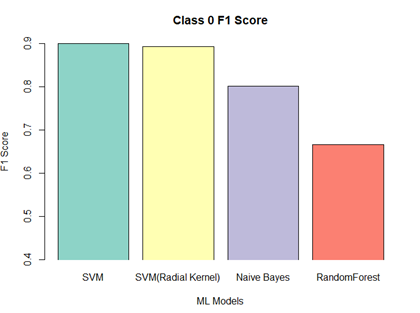 Class 0 F1 Score
F1 Score
0.9
0.8
0.7
0.6
0.5
0.4
SVM SVM(Radial Kernel) Naive Bayes RandomForest
ML Models